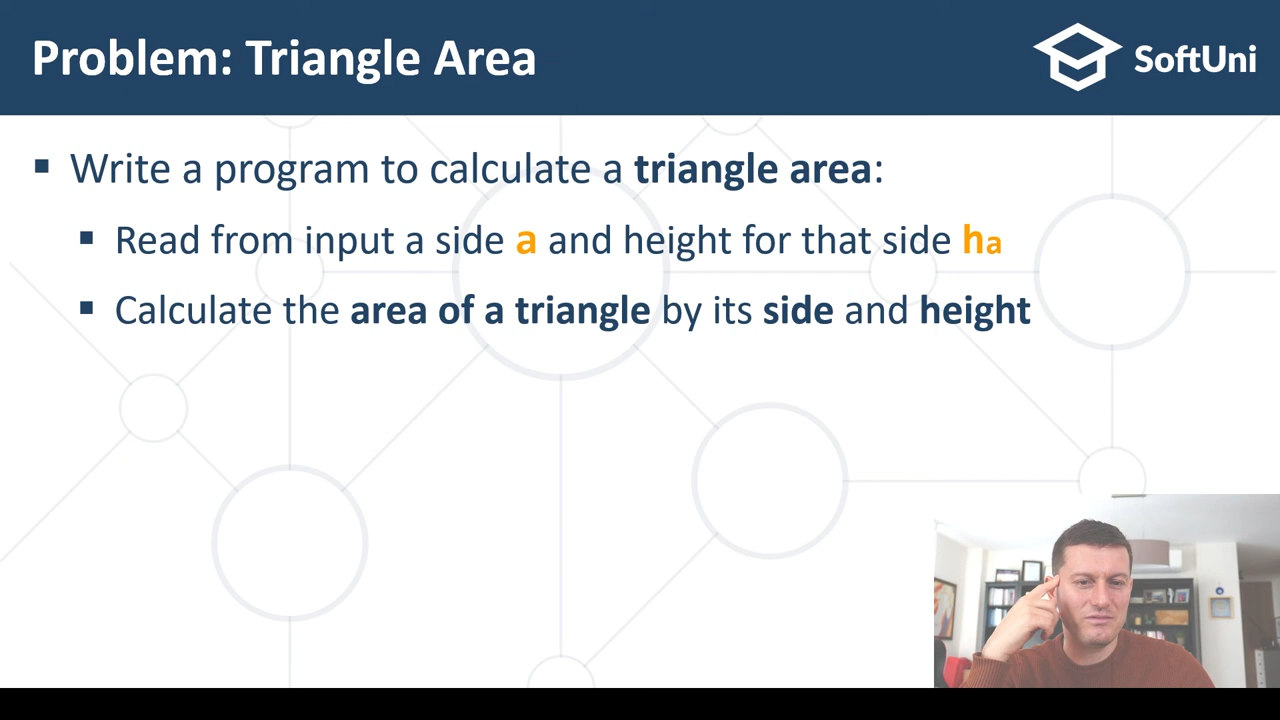 Problem: Triangle Area
SoftUni
▪ Write a program to calculate a triangle area:
▪ Read from input a side a and height for that side ha
▪ Calculate the area of a triangle by its side and height